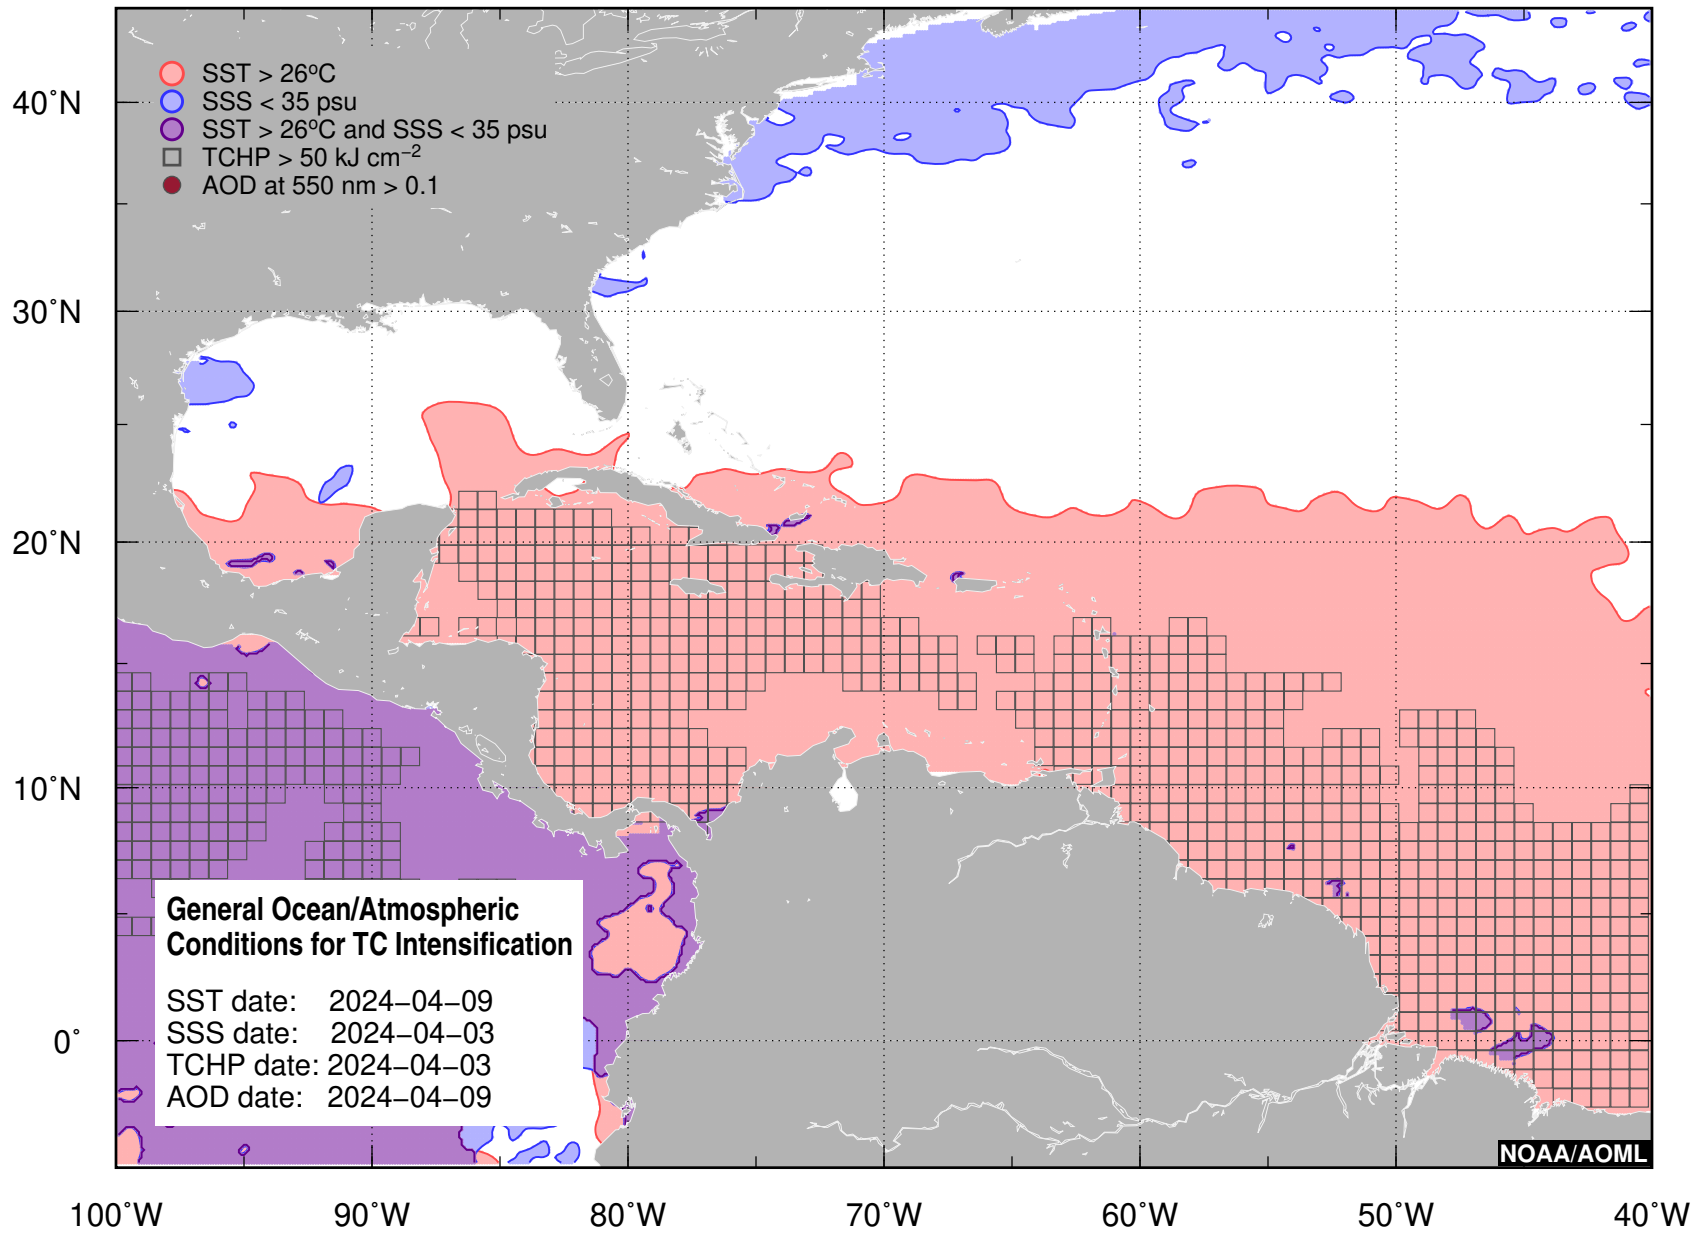 SST > 26ºC
SSS < 35 psu
SST > 26ºC and SSS < 35 psu
TCHP > 50 kJ cm⁻²
AOD at 550 nm > 0.1
40˚N
30˚N
20˚N
10˚N
0˚
General Ocean/Atmospheric
Conditions for TC Intensification
SST date: 2024−04−09
SSS date: 2024−04−03
TCHP date: 2024−04−03
AOD date: 2024−04−09
NOAA/AOML
100˚W 90˚W 80˚W 70˚W 60˚W 50˚W 40˚W